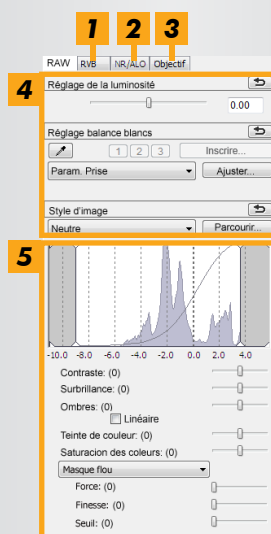 1 2 3
RAW RVB NR/ALO Objectif
4
Réglage de la luminosité
0.00
Réglage balance blancs
1 2 3 Inscrire...
Param. Prise Ajuster...
Style d'image
Neutre Parcourir...
5
-10.0 -8.0 -6.0 -4.0 -2.0 0.0 2.0 4.0
Contraste: (0)
Surbrillance: (0)
Ombres: (0)
Linéaire
Teinte de couleur: (0)
Saturacion des coleurs: (0)
Masque flou
Force: (0)
Finesse: (0)
Seuil: (0)